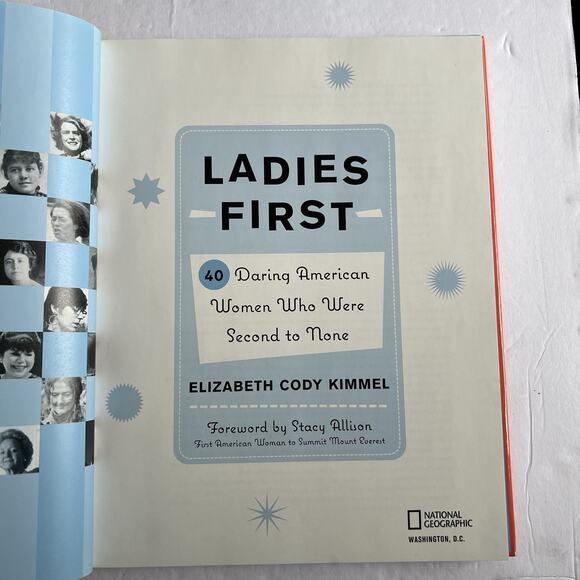 LADIES
FIRST
40 Daring American
Women Who Were
Second to None
ELIZABETH CODY KIMMEL
Foreword by Stacy Allison
First American Woman to Summit Mount Everest
NATIONAL
GEOGRAPHIC
WASHINGTON, D.C.